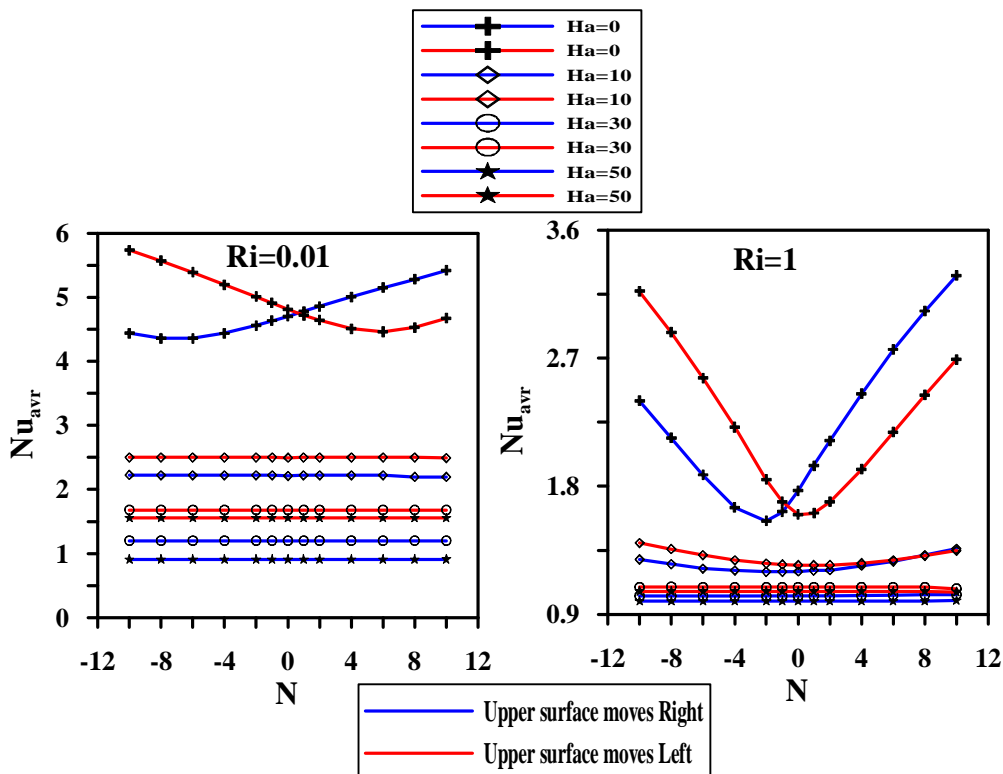 Ha=0
Ha=0
Ha=10
Ha=10
Ha=30
Ha=30
Ha=50
Ha=50
Ri=0.01
Nu_avr
6
5
4
3
2
1
0
-12 -8 -4 0 4 8 12
N
Ri=1
Nu_avr
3.6
2.7
1.8
0.9
-12 -8 -4 0 4 8 12
N
Upper surface moves Right
Upper surface moves Left